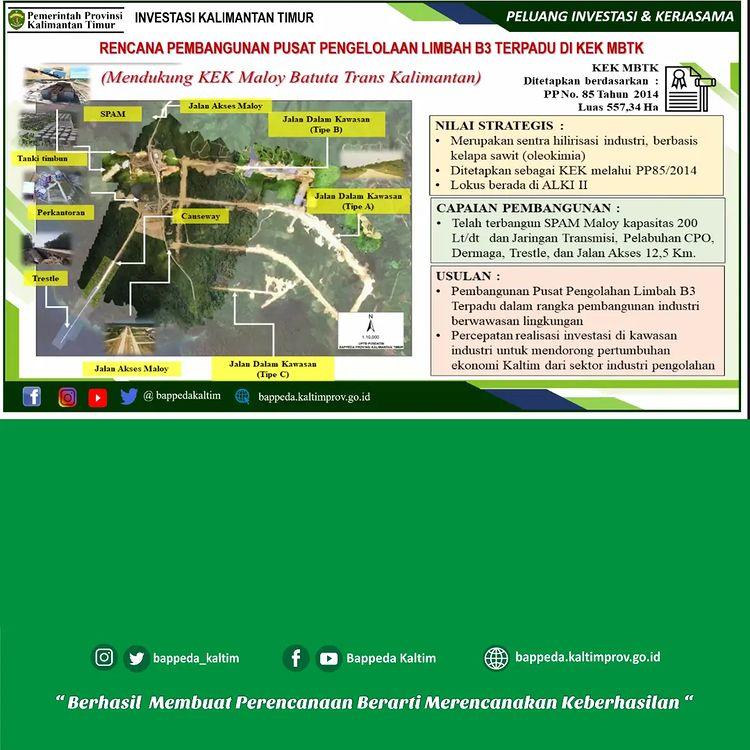 Pemerintah Provinsi
Kalimantan Timur
INVESTASI KALIMANTAN TIMUR
PELUANG INVESTASI & KERJASAMA
RENCANA PEMBANGUNAN PUSAT PENGELOLAAN LIMBAH B3 TERPADU DI KEK MBTK
(Mendukung KEK Maloy Batuta Trans Kalimantan)
KEK MBTK
Ditetapkan berdasarkan :
PP No. 85 Tahun 2014
Luas 557,34 Ha
SPAM
Jalan Akses Maloy
Jalan Dalam Kawasan
(Tipe B)
Tanki timbun
Jalan Dalam Kawasan
(Tipe A)
Perkantoran
Causeway
Trestle
N
1:10,000
UPTB PUSDATIN
BAPPEDA PROVINSI KALIMANTAN TIMUR
Jalan Akses Maloy
Jalan Dalam Kawasan
(Tipe C)
NILAI STRATEGIS :
• Merupakan sentra hilirisasi industri, berbasis
kelapa sawit (oleokimia)
• Ditetapkan sebagai KEK melalui PP85/2014
• Lokus berada di ALKI II
CAPAIAN PEMBANGUNAN :
• Telah terbangun SPAM Maloy kapasitas 200
Lt/dt dan Jaringan Transmisi, Pelabuhan CPO,
Dermaga, Trestle, dan Jalan Akses 12,5 Km.
USULAN :
• Pembangunan Pusat Pengolahan Limbah B3
Terpadu dalam rangka pembangunan industri
berwawasan lingkungan
• Percepatan realisasi investasi di kawasan
industri untuk mendorong pertumbuhan
ekonomi Kaltim dari sektor industri pengolahan
@ bappedakaltim
bappeda.kaltimprov.go.id
bappeda_kaltim
Bappeda Kaltim
bappeda.kaltimprov.go.id
“ Berhasil Membuat Perencanaan Berarti Merencanakan Keberhasilan “